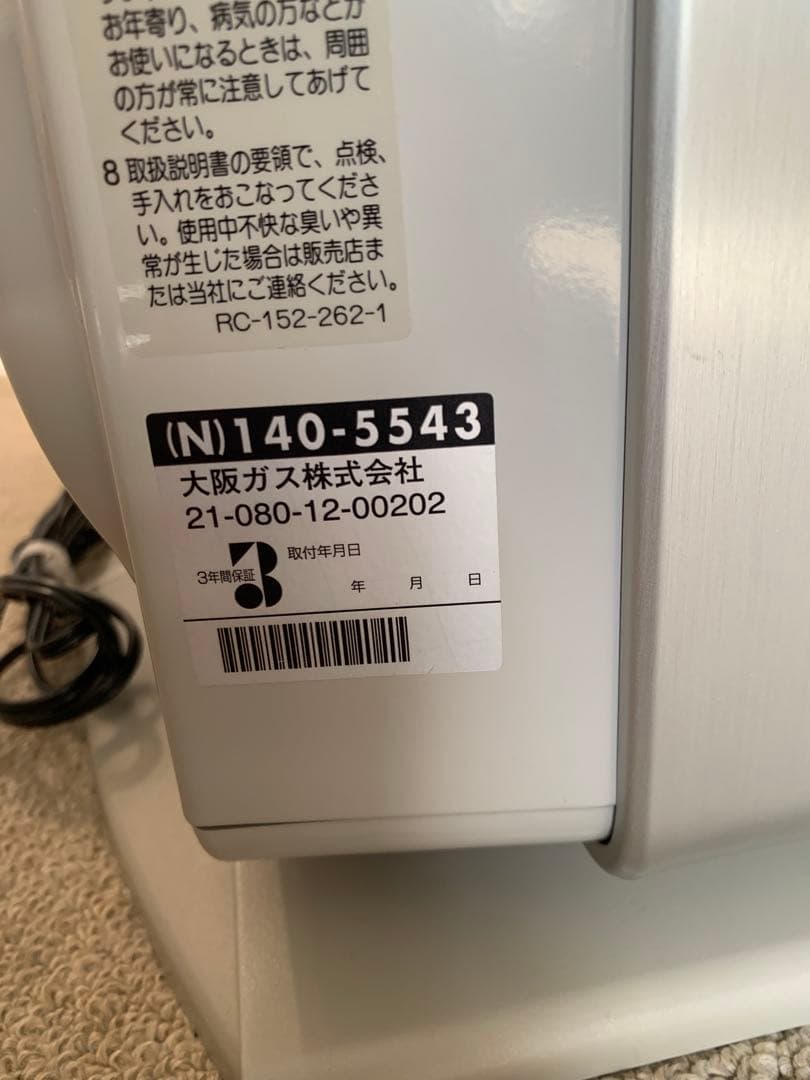 お年寄り、病気の方などが
お使いになるときは、周囲
の方が常に注意してあげて
ください。
8 取扱説明書の要領で、点検、
手入れをおこなってくださ
い。使用中不快な臭いや異
常が生じた場合は販売店ま
たは当社にご連絡ください。
RC-152-262-1
(N)140-5543
大阪ガス株式会社
21-080-12-00202
3年間保証
3
取付年月日
年 月 日